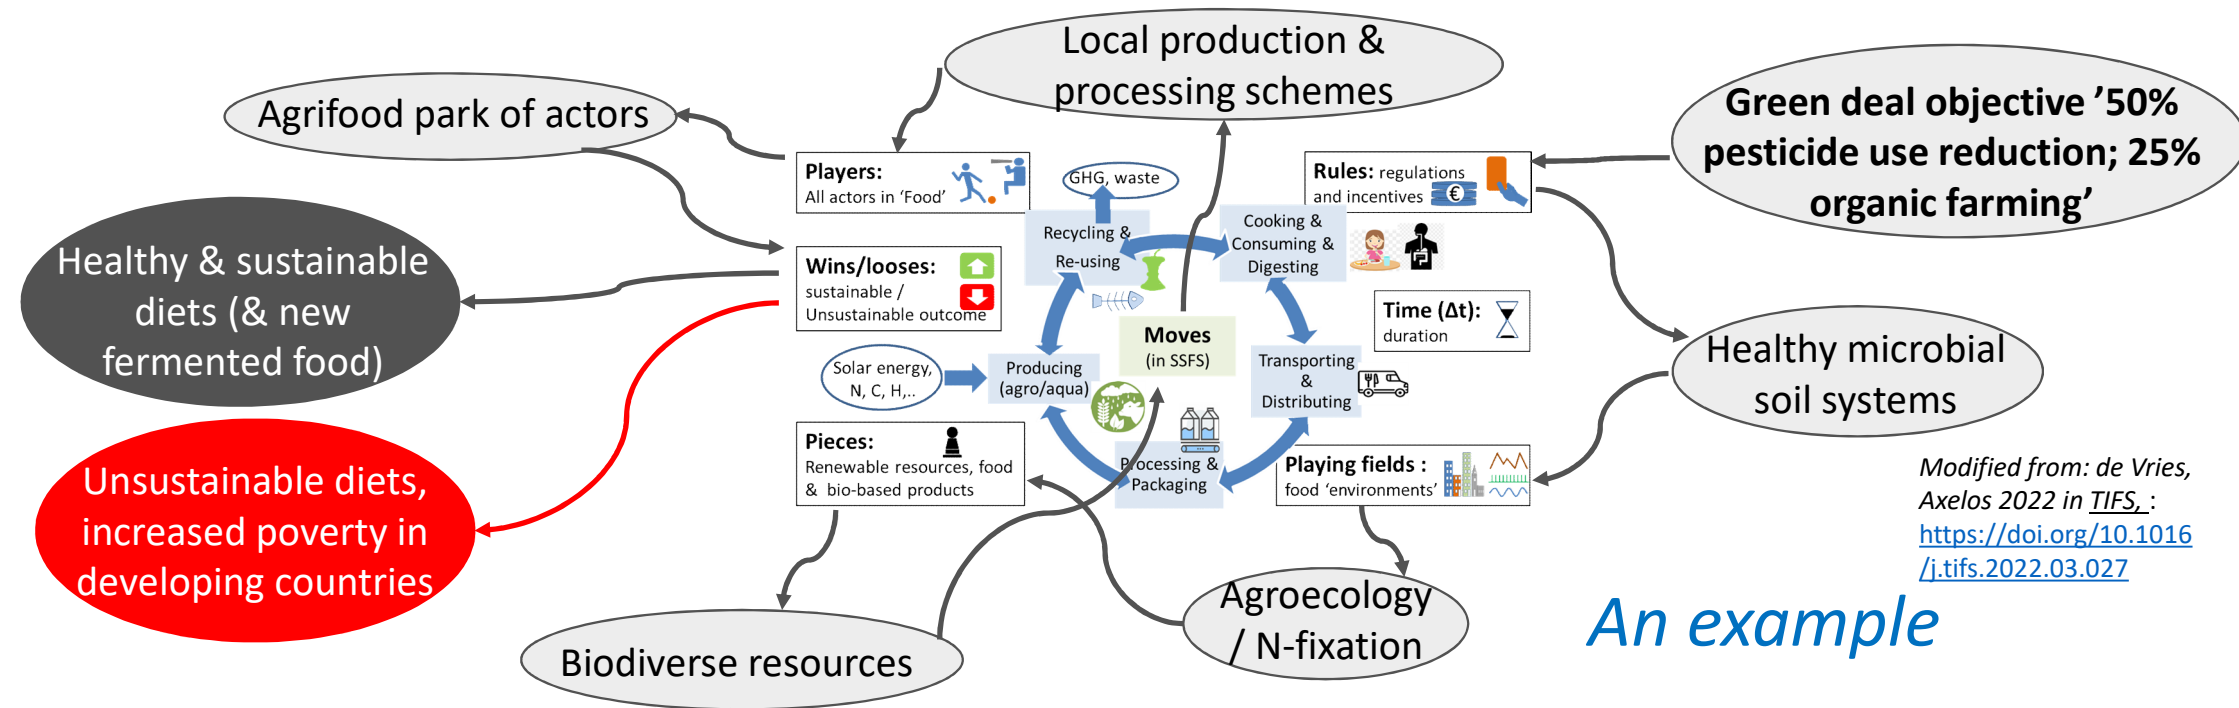 Local production &
processing schemes
Agrifood park of actors
Green deal objective ’50%
pesticide use reduction; 25%
organic farming’
Players:
All actors in ‘Food’
GHG, waste
Rules: regulations
and incentives
€
Recycling &
Re-using
Cooking &
Consuming &
Digesting
Healthy & sustainable
diets (& new
fermented food)
Wins/looses:
sustainable /
Unsustainable outcome
Time (Δt):
duration
Moves
(in SSFS)
Healthy microbial
soil systems
Solar energy,
N, C, H,..
Producing
(agro/aqua)
Transporting
&
Distributing
Pieces:
Renewable resources, food
& bio-based products
Processing &
Packaging
Playing fields :
food ‘environments’
Unsustainable diets,
increased poverty in
developing countries
Modified from: de Vries,
Axelos 2022 in TIFS, :
https://doi.org/10.1016
/j.tifs.2022.03.027
Agroecology
/ N-fixation
An example
Biodiverse resources